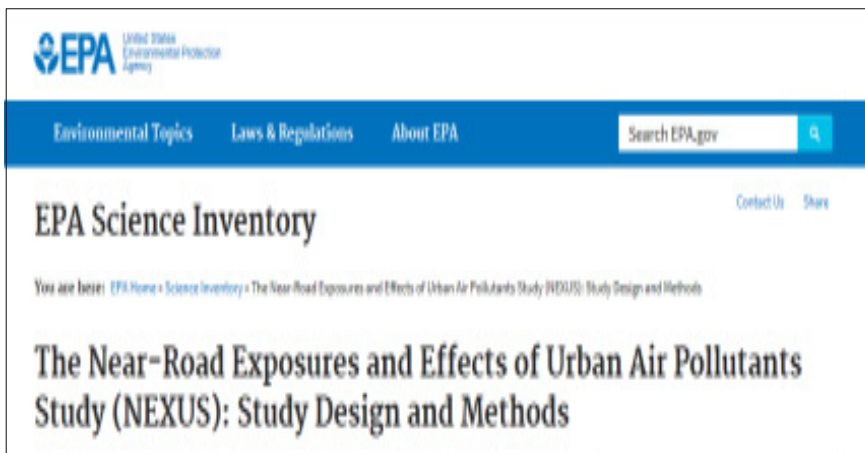 EPA
United States
Environmental Protection
Agency
Environmental Topics Laws & Regulations About EPA Search EPA.gov
Contact Us Share
EPA Science Inventory
You are here: EPA Home » Science Inventory » The Near-Road Exposures and Effects of Urban Air Pollutants Study (NEXUS): Study Design and Methods
The Near-Road Exposures and Effects of Urban Air Pollutants
Study (NEXUS): Study Design and Methods